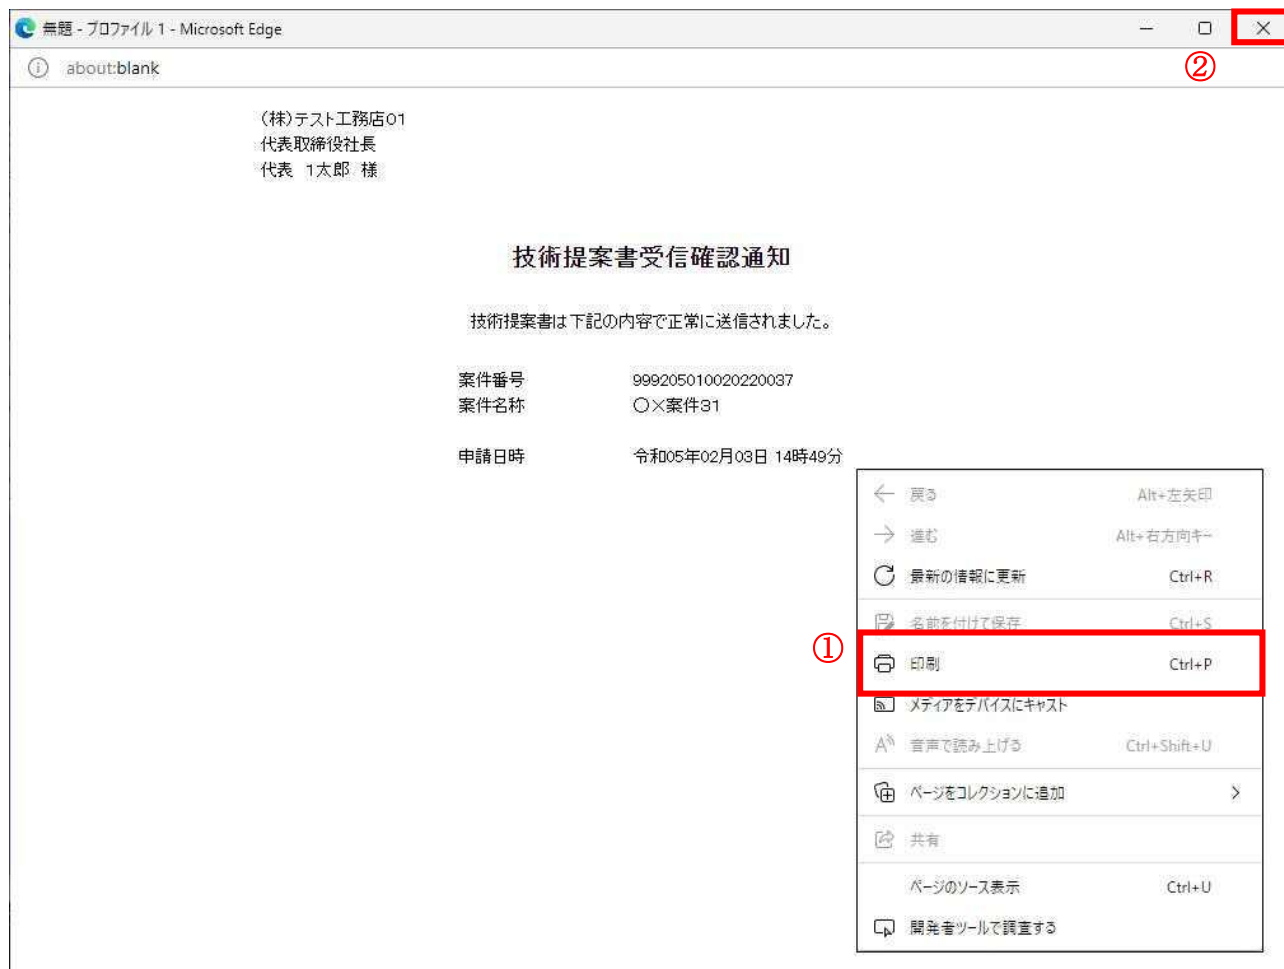 無題 - プロファイル 1 - Microsoft Edge
②
about:blank
(株)テスト工務店01
代表取締役社長
代表 1太郎 様
技術提案書受信確認通知
技術提案書は下記の内容で正常に送信されました。
案件番号 999205010020220037
案件名称 〇×案件31
申請日時 令和05年02月03日 14時49分
戻る Alt+左矢印
進む Alt+右方向キー
最新の情報に更新 Ctrl+R
名前を付けて保存 Ctrl+S
① 印刷 Ctrl+P
メディアをデバイスにキャスト
音声で読み上げる Ctrl+Shift+U
ページをコレクションに追加
共有
ページのソース表示 Ctrl+U
開発者ツールで調査する